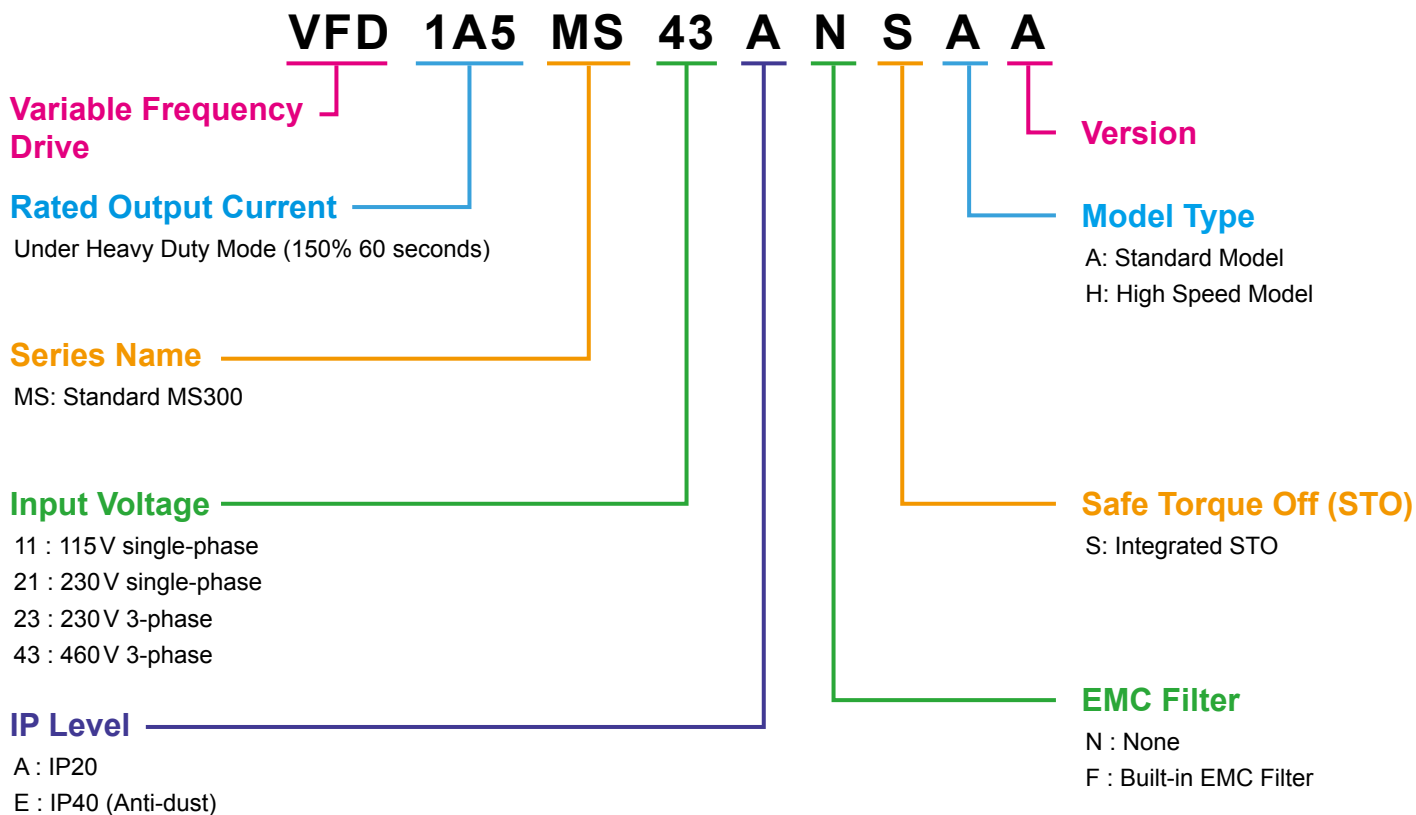 VFD 1A5 MS 43 A N S A A
Variable Frequency
Drive
Rated Output Current
Under Heavy Duty Mode (150% 60 seconds)
Series Name
MS: Standard MS300
Input Voltage
11 : 115V single-phase
21 : 230V single-phase
23 : 230V 3-phase
43 : 460V 3-phase
IP Level
A : IP20
E : IP40 (Anti-dust)
Version
Model Type
A: Standard Model
H: High Speed Model
Safe Torque Off (STO)
S: Integrated STO
EMC Filter
N : None
F : Built-in EMC Filter